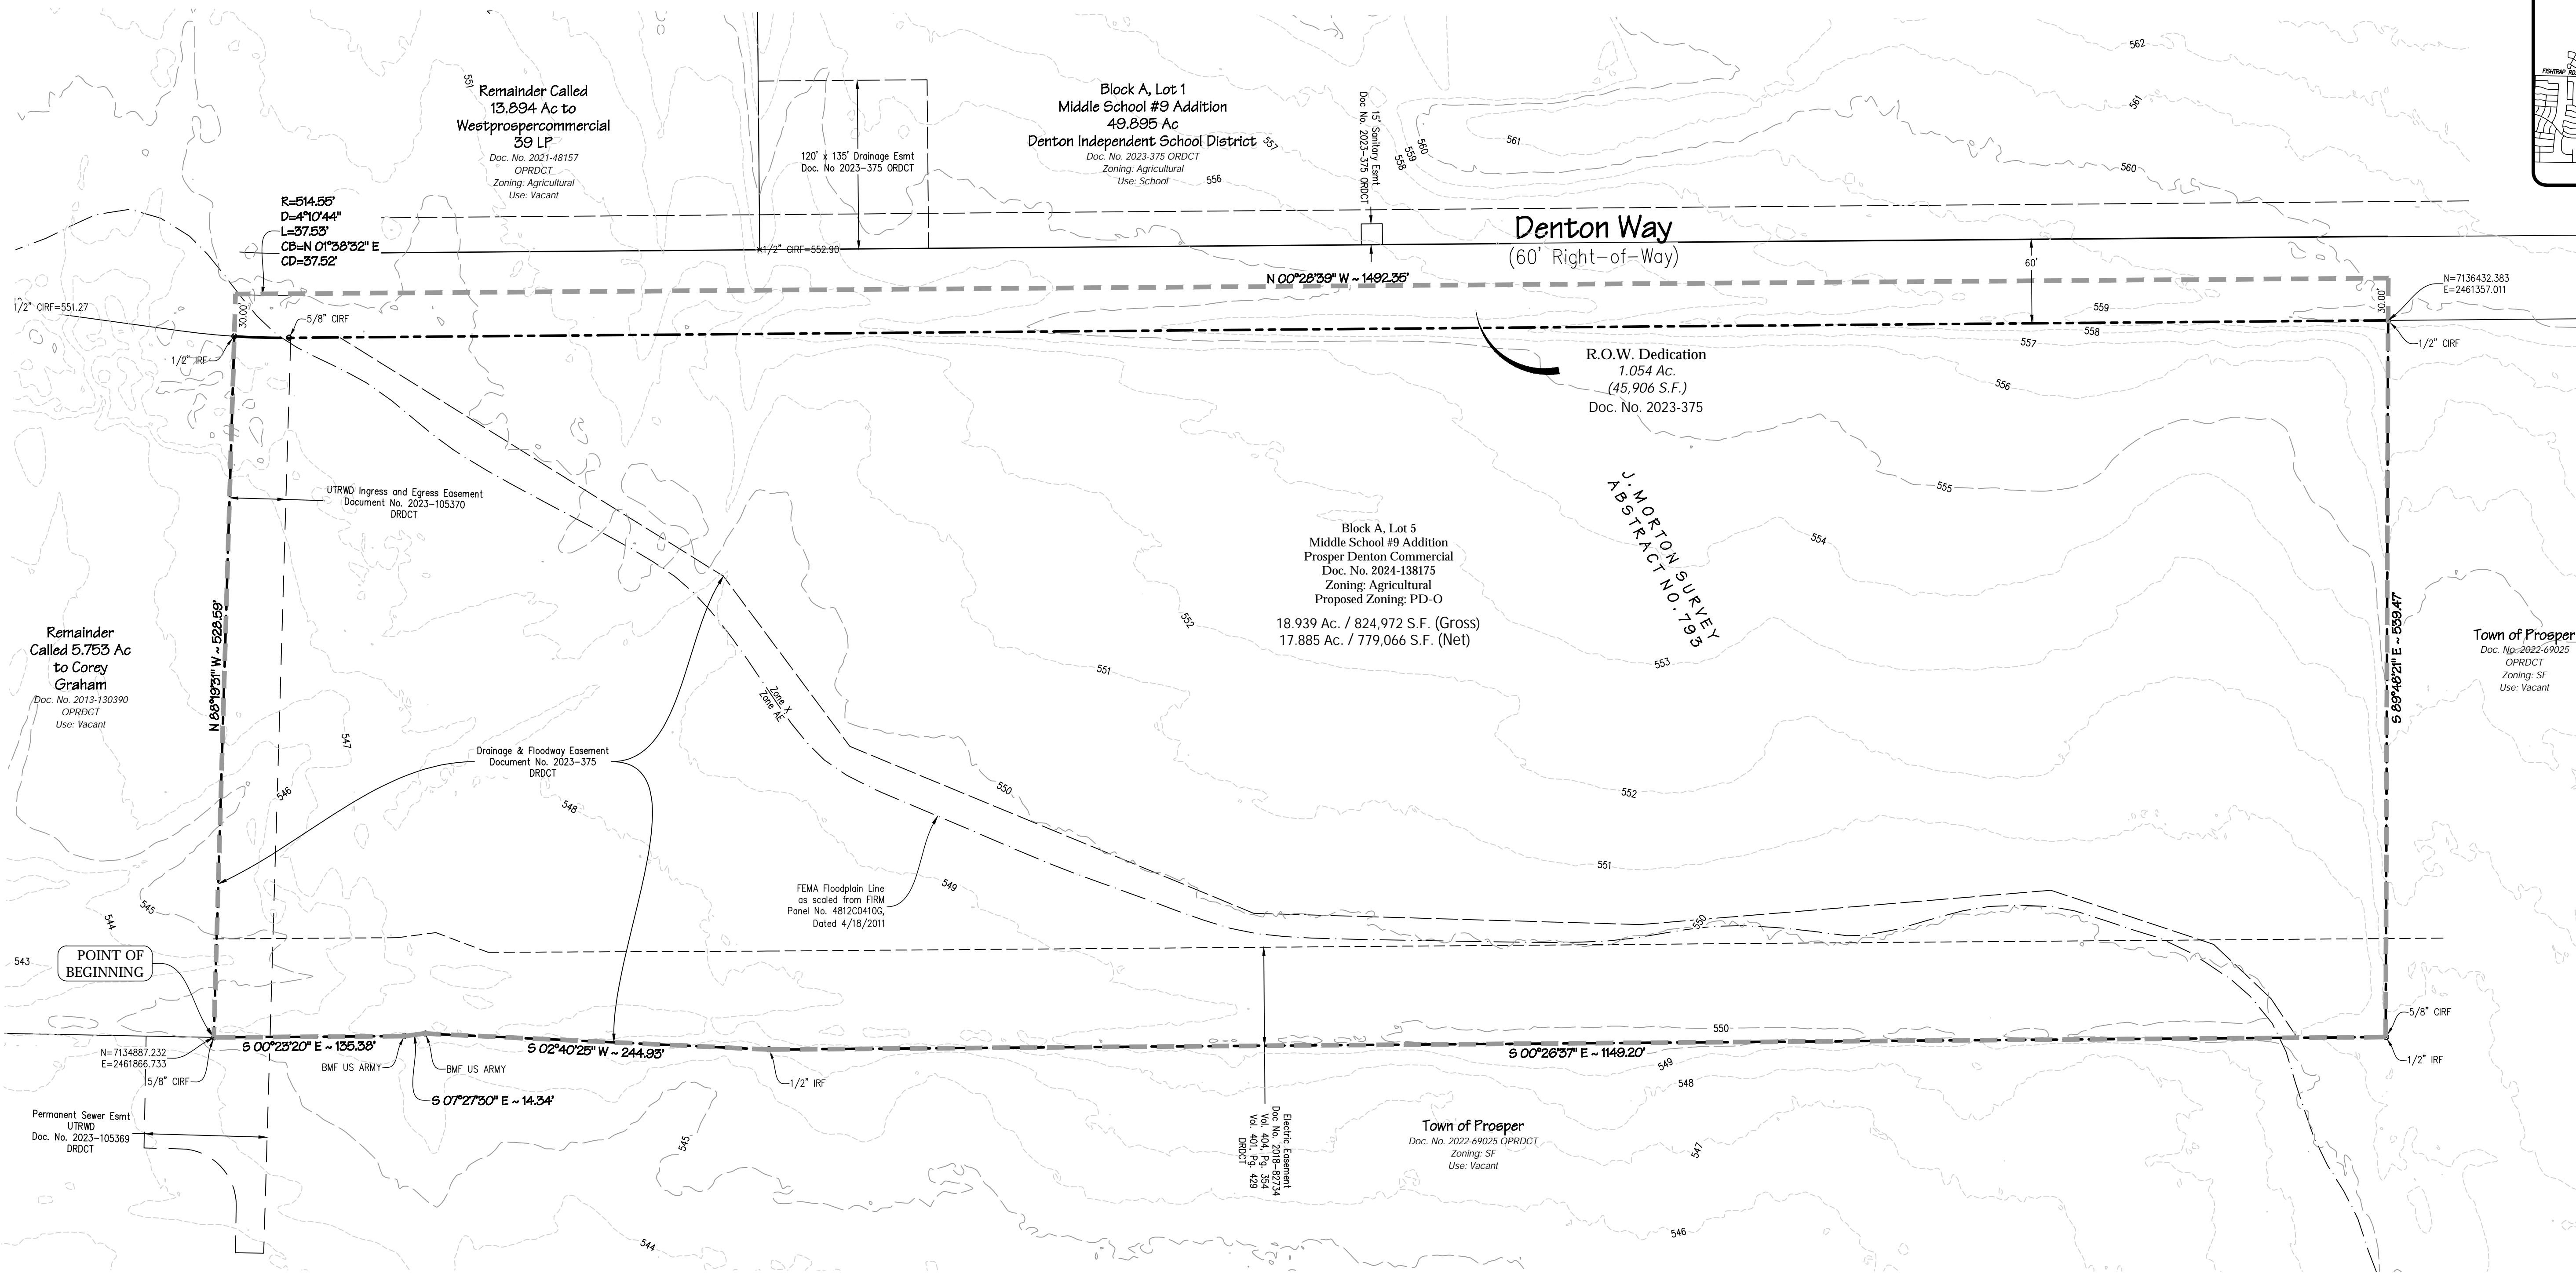 562
FISHTRAP RD
551
Remainder Called
13.894 Ac to
Westprospercommercial
39 LP
Doc. No. 2021-48157
OPRDCT
Zoning: Agricultural
Use: Vacant
120' x 135' Drainage Esmt
Doc. No 2023-375 ORDCT
Block A, Lot 1
Middle School #9 Addition
49.895 Ac
Denton Independent School District
Doc. No. 2023-375 ORDCT
Zoning: Agricultural
Use: School
557
556
15' Sanitary Esmt
Doc No. 2023-375 ORDCT
558
559
560
561
561
560
R=514.55'
D=4°10'44"
L=37.53'
CB=N 01°38'32" E
CD=37.52'
1/2" CIRF=552.90
Denton Way
(60' Right-of-Way)
N 00°28'39" W ~ 1492.35'
60'
N=7136432.383
E=2461357.011
30.00'
1/2" CIRF=551.27
30.00'
5/8" CIRF
1/2" IRF
559
558
557
556
1/2" CIRF
R.O.W. Dedication
1.054 Ac.
(45,906 S.F.)
Doc. No. 2023-375
UTRWD Ingress and Egress Easement
Document No. 2023-105370
DRDCT
555
554
553
J. MORTON SURVEY
ABSTRACT NO. 793
Block A, Lot 5
Middle School #9 Addition
Prosper Denton Commercial
Doc. No. 2024-138175
Zoning: Agricultural
Proposed Zoning: PD-O
18.939 Ac. / 824,972 S.F. (Gross)
17.885 Ac. / 779,066 S.F. (Net)
552
551
Remainder
Called 5.753 Ac
to Corey
Graham
Doc. No. 2013-130390
OPRDCT
Use: Vacant
N 88°19'31" W ~ 528.59'
S 89°48'21" E ~ 539.47
Town of Prosper
Doc. No. 2022-69025
OPRDCT
Zoning: SF
Use: Vacant
Zone X
Zone AE
547
546
548
Drainage & Floodway Easement
Document No. 2023-375
DRDCT
550
552
551
549
FEMA Floodplain Line
as scaled from FIRM
Panel No. 4812C0410G,
Dated 4/18/2011
545
544
543
550
POINT OF
BEGINNING
N=7134887.232
E=2461866.733
5/8" CIRF
S 00°23'20" E ~ 135.38'
BMF US ARMY
BMF US ARMY
S 07°27'30" E ~ 14.34'
S 02°40'25" W ~ 244.93'
1/2" IRF
S 00°26'37" E ~ 1149.20'
550
549
548
5/8" CIRF
1/2" IRF
Permanent Sewer Esmt
UTRWD
Doc. No. 2023-105369
DRDCT
545
544
Electric Easement
Doc No. 2018-82734
Vol. 404, Pg. 354
Vol. 401, Pg. 429
DRDCT
Town of Prosper
Doc. No. 2022-69025 OPRDCT
Zoning: SF
Use: Vacant
547
546